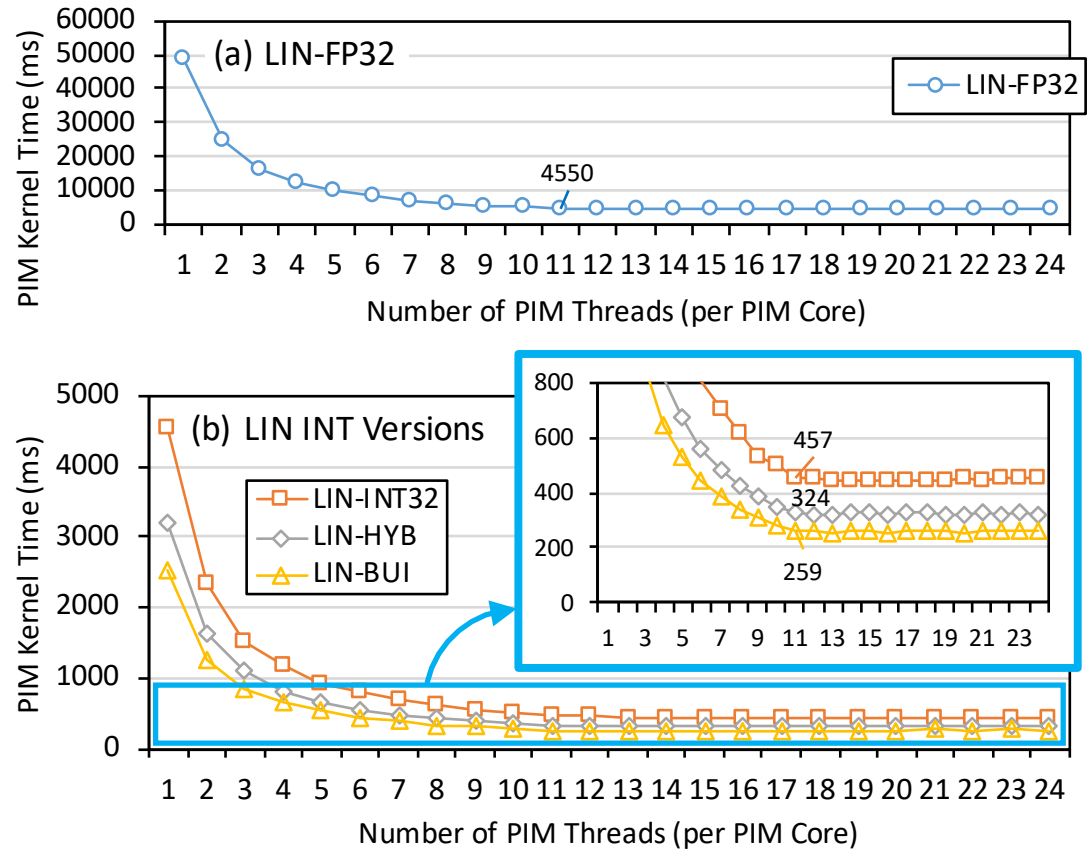 PIM Kernel Time (ms)
60000
50000
40000
30000
20000
10000
0
(a) LIN-FP32
LIN-FP32
4550
1 2 3 4 5 6 7 8 9 10 11 12 13 14 15 16 17 18 19 20 21 22 23 24
Number of PIM Threads (per PIM Core)
PIM Kernel Time (ms)
5000
4000
3000
2000
1000
0
(b) LIN INT Versions
LIN-INT32
LIN-HYB
LIN-BUI
800
600
400
200
0
457
324
259
1 3 5 7 9 11 13 15 17 19 21 23
1 2 3 4 5 6 7 8 9 10 11 12 13 14 15 16 17 18 19 20 21 22 23 24
Number of PIM Threads (per PIM Core)